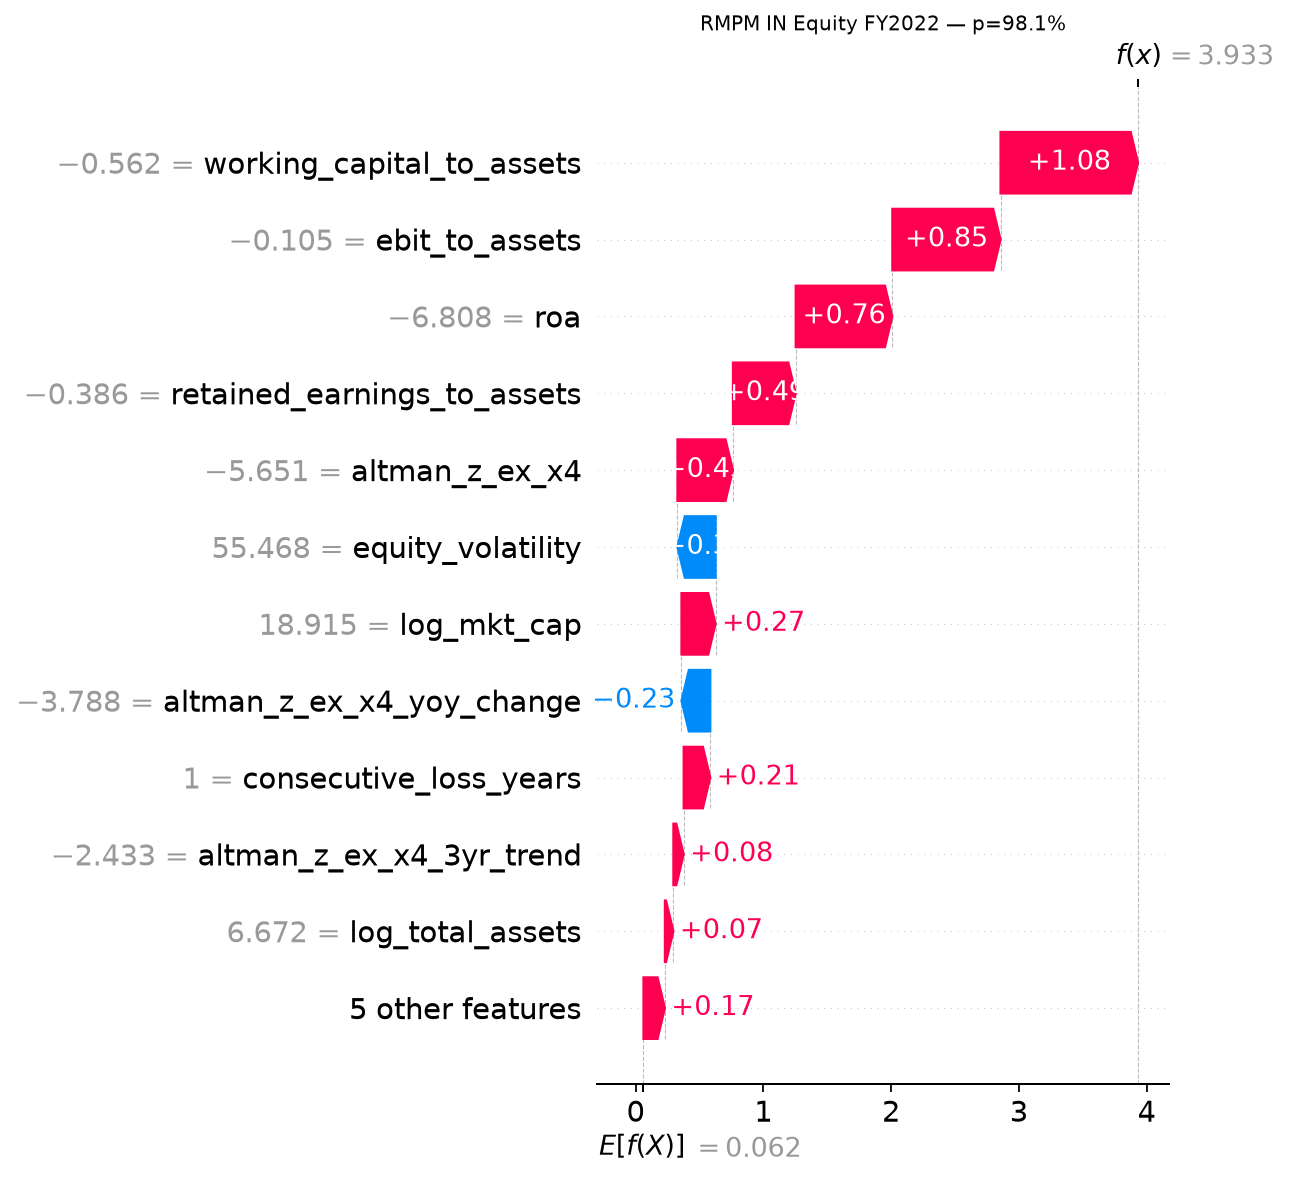 RMPM IN Equity FY2022 — p=98.1%
f(x) = 3.933
−0.562 = working_capital_to_assets +1.08
−0.105 = ebit_to_assets +0.85
−6.808 = roa +0.76
−0.386 = retained_earnings_to_assets +0.49
−5.651 = altman_z_ex_x4
55.468 = equity_volatility
18.915 = log_mkt_cap +0.27
−3.788 = altman_z_ex_x4_yoy_change −0.23
1 = consecutive_loss_years +0.21
−2.433 = altman_z_ex_x4_3yr_trend +0.08
6.672 = log_total_assets +0.07
5 other features +0.17
0 1 2 3 4
E[f(X)] = 0.062